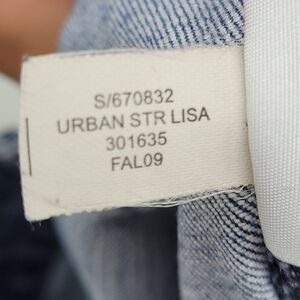 S/670832
URBAN STR LISA
301635
FAL09